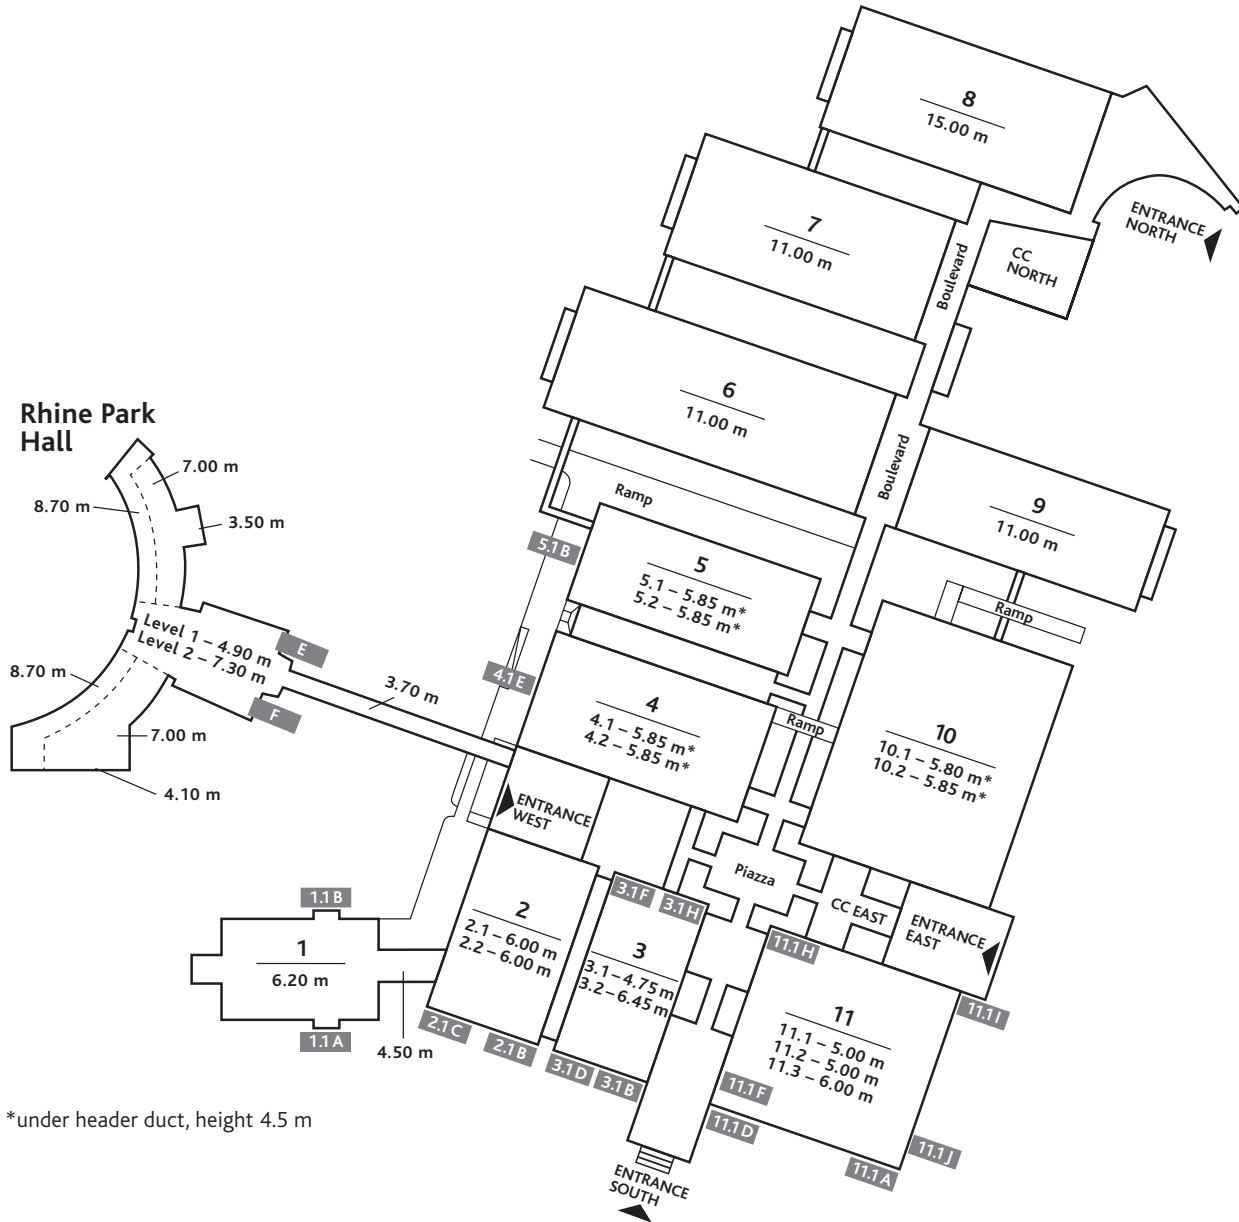 8
15.00 m
ENTRANCE
NORTH
7
11.00 m
CC
NORTH
Boulevard
6
11.00 m
Boulevard
Rhine Park
Hall
7.00 m
8.70 m
3.50 m
Ramp
9
11.00 m
5.1 B
5
5.1 – 5.85 m*
5.2 – 5.85 m*
Ramp
Level 1 – 4.90 m
Level 2 – 7.30 m
E
8.70 m
F
3.70 m
4.1 E
4
4.1 – 5.85 m*
4.2 – 5.85 m*
Ramp
7.00 m
4.10 m
10
10.1 – 5.80 m*
10.2 – 5.85 m*
ENTRANCE
WEST
Piazza
1.1 B
3.1 F
3.1 H
CC EAST
ENTRANCE
EAST
2
2.1 – 6.00 m
2.2 – 6.00 m
1
6.20 m
3
3.1 – 4.75 m
3.2 – 6.45 m
11.1 H
11.1 I
11
11.1 – 5.00 m
11.2 – 5.00 m
11.3 – 6.00 m
1.1 A
4.50 m
2.1 C
2.1 B
3.1 D
3.1 B
11.1 F
11.1 D
11.1 J
11.1 A
*under header duct, height 4.5 m
ENTRANCE
SOUTH